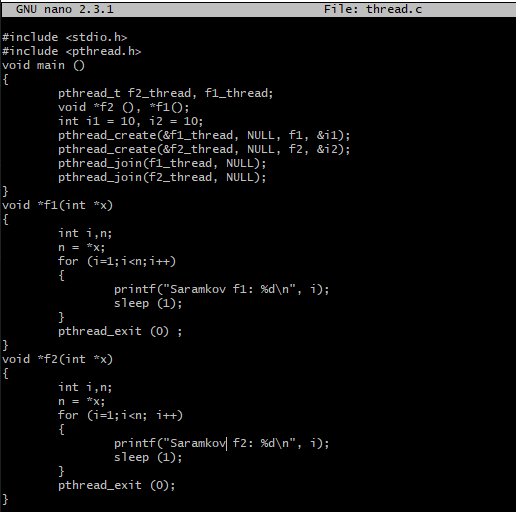 GNU nano 2.3.1 File: thread.c
#include <stdio.h>
#include <pthread.h>
void main ()
{
        pthread_t f2_thread, f1_thread;
        void *f2 (), *f1();
        int i1 = 10, i2 = 10;
        pthread_create(&f1_thread, NULL, f1, &i1);
        pthread_create(&f2_thread, NULL, f2, &i2);
        pthread_join(f1_thread, NULL);
        pthread_join(f2_thread, NULL);
}
void *f1(int *x)
{
        int i,n;
        n = *x;
        for (i=1;i<n;i++)
        {
                printf("Saramkov f1: %d\n", i);
                sleep (1);
        }
        pthread_exit (0) ;
}
void *f2(int *x)
{
        int i,n;
        n = *x;
        for (i=1;i<n; i++)
        {
                printf("Saramkov f2: %d\n", i);
                sleep (1);
        }
        pthread_exit (0);
}